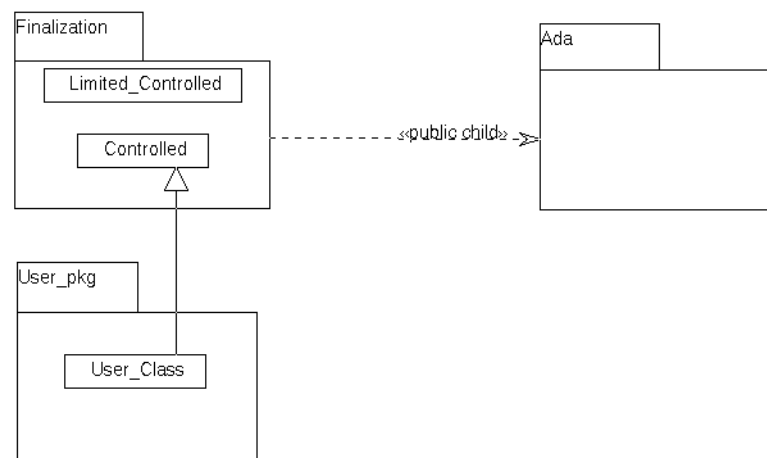 Finalization
Ada
Limited_Controlled
«public child»
Controlled
User_pkg
User_Class